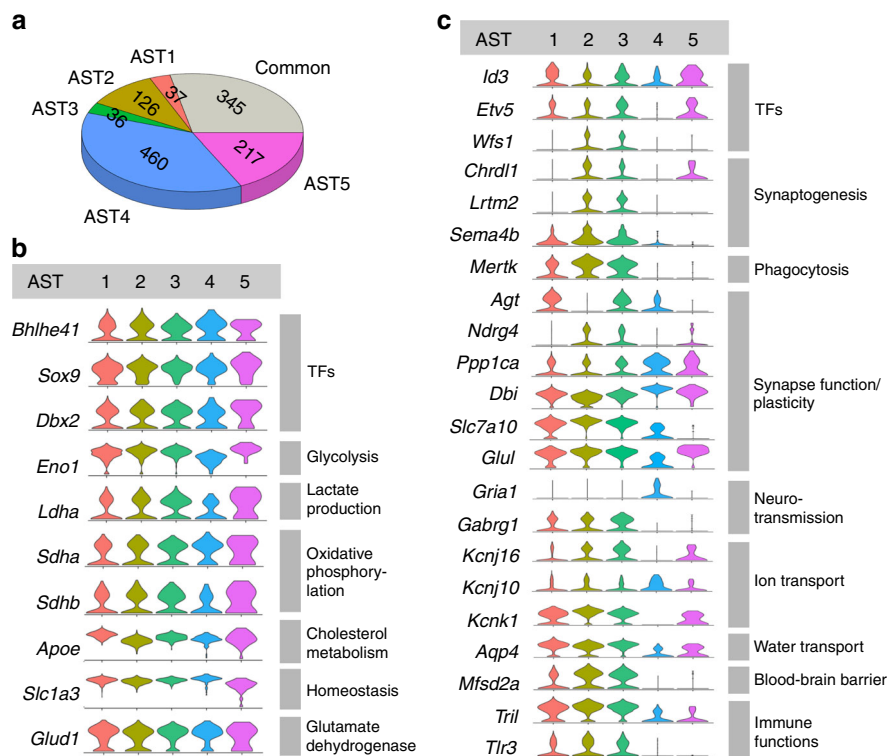 a
AST1
AST2
AST3
AST4
AST5
Common
37
126
36
460
217
345
b
AST 1 2 3 4 5
Bhlhe41
Sox9
Dbx2
TFs
Eno1
Glycolysis
Ldha
Lactate
production
Sdha
Sdhb
Oxidative
phosphory-
lation
Apoe
Cholesterol
metabolism
Slc1a3
Homeostasis
Glud1
Glutamate
dehydrogenase
c
AST 1 2 3 4 5
Id3
Etv5
Wfs1
TFs
Chrdl1
Lrtm2
Sema4b
Synaptogenesis
Mertk
Phagocytosis
Agt
Ndrg4
Ppp1ca
Dbi
Slc7a10
Glul
Synapse function/
plasticity
Gria1
Gabrg1
Neuro-
transmission
Kcnj16
Kcnj10
Kcnk1
Ion transport
Aqp4
Water transport
Mfsd2a
Blood-brain barrier
Tril
Tlr3
Immune
functions